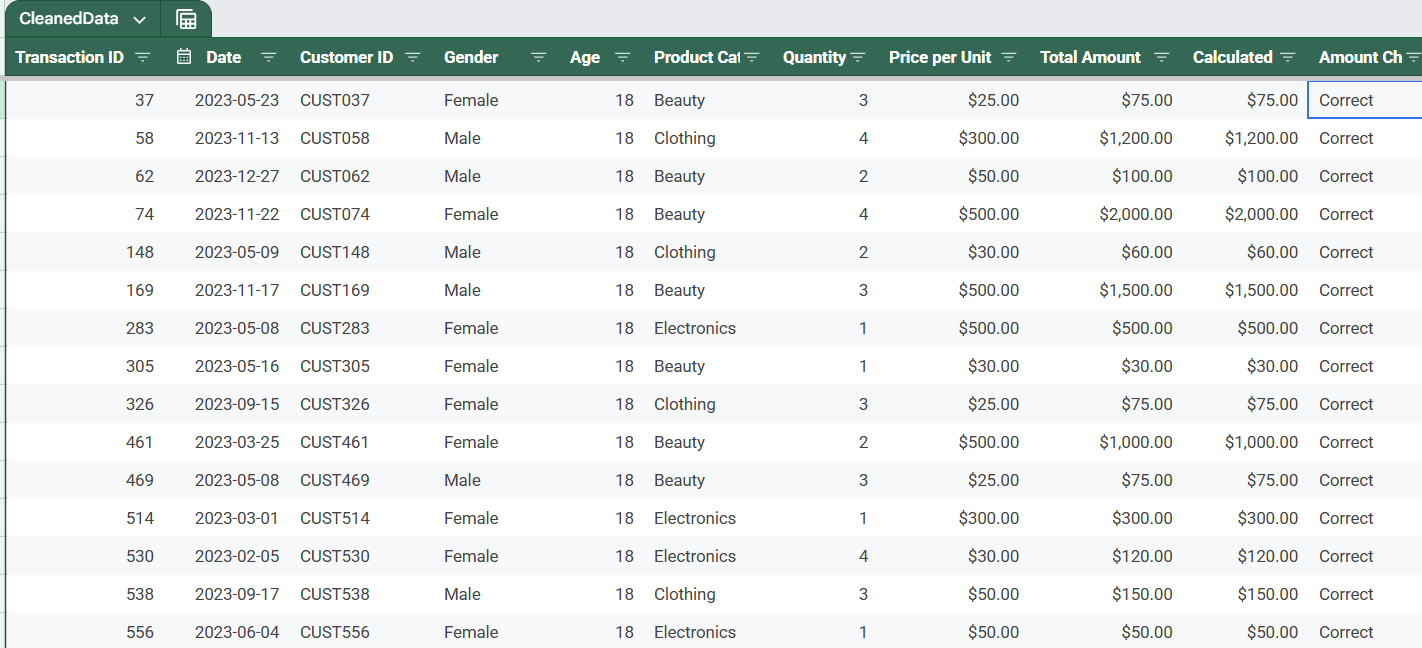 CleanedData
Transaction ID Date Customer ID Gender Age Product Cat Quantity Price per Unit Total Amount Calculated Amount Ch
37 2023-05-23 CUST037 Female 18 Beauty 3 $25.00 $75.00 $75.00 Correct
58 2023-11-13 CUST058 Male 18 Clothing 4 $300.00 $1,200.00 $1,200.00 Correct
62 2023-12-27 CUST062 Male 18 Beauty 2 $50.00 $100.00 $100.00 Correct
74 2023-11-22 CUST074 Female 18 Beauty 4 $500.00 $2,000.00 $2,000.00 Correct
148 2023-05-09 CUST148 Male 18 Clothing 2 $30.00 $60.00 $60.00 Correct
169 2023-11-17 CUST169 Male 18 Beauty 3 $500.00 $1,500.00 $1,500.00 Correct
283 2023-05-08 CUST283 Female 18 Electronics 1 $500.00 $500.00 $500.00 Correct
305 2023-05-16 CUST305 Female 18 Beauty 1 $30.00 $30.00 $30.00 Correct
326 2023-09-15 CUST326 Female 18 Clothing 3 $25.00 $75.00 $75.00 Correct
461 2023-03-25 CUST461 Female 18 Beauty 2 $500.00 $1,000.00 $1,000.00 Correct
469 2023-05-08 CUST469 Male 18 Beauty 3 $25.00 $75.00 $75.00 Correct
514 2023-03-01 CUST514 Female 18 Electronics 1 $300.00 $300.00 $300.00 Correct
530 2023-02-05 CUST530 Female 18 Electronics 4 $30.00 $120.00 $120.00 Correct
538 2023-09-17 CUST538 Male 18 Clothing 3 $50.00 $150.00 $150.00 Correct
556 2023-06-04 CUST556 Female 18 Electronics 1 $50.00 $50.00 $50.00 Correct